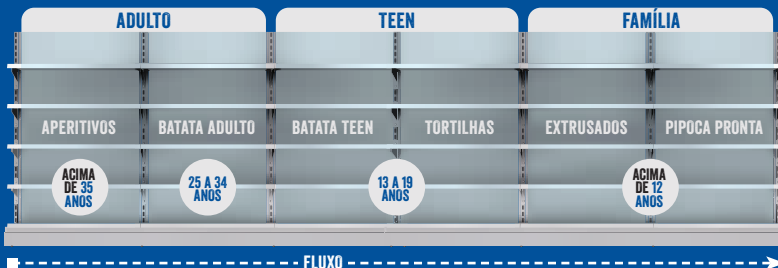 ADULTO
TEEN
FAMÍLIA
APERITIVOS
BATATA ADULTO
BATATA TEEN
TORTILHAS
EXTRUSADOS
PIPOCA PRONTA
ACIMA
DE 35
ANOS
25 A 34
ANOS
13 A 19
ANOS
ACIMA
DE 12
ANOS
FLUXO